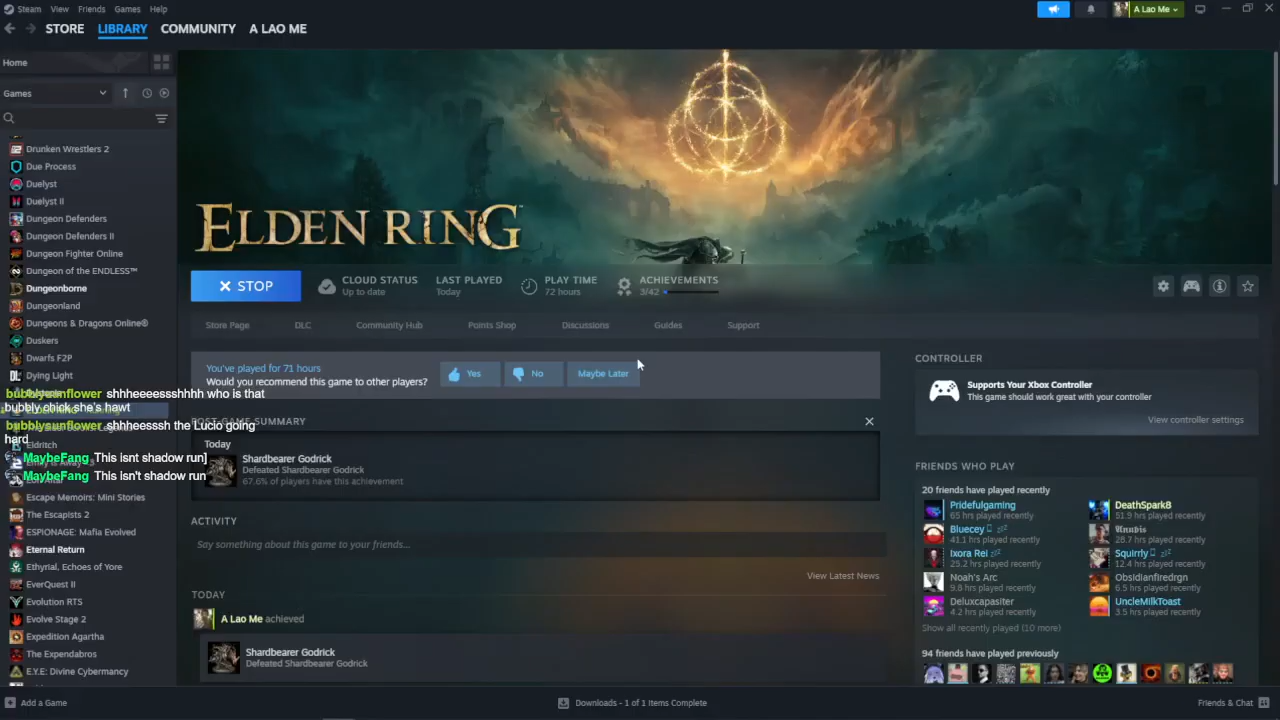 Steam View Friends Games Help
A Lao Me
STORE LIBRARY COMMUNITY A LAO ME
Home
Games
Drunken Wrestlers 2
Due Process
Duelyst
Duelyst II
Dungeon Defenders
Dungeon Defenders II
Dungeon Fighter Online
Dungeon of the ENDLESS™
Dungeonborne
Dungeonland
Dungeons & Dragons Online®
Duskers
Dwarfs F2P
Dying Light
bubblysunflower shhheeeessshhhh who is that
bubbly chick she's hawt
bubblysunflower shhheeessh the Lucio going
hard
Eldritch
MaybeFang This isnt shadow run]
MaybeFang This isn't shadow run
Escape Memoirs: Mini Stories
The Escapists 2
ESPIONAGE: Mafia Evolved
Eternal Return
Ethyrial, Echoes of Yore
EverQuest II
Evolution RTS
Evolve Stage 2
Expedition Agartha
The Expendabros
E.Y.E: Divine Cybermancy
Add a Game
ELDEN RING
STOP
CLOUD STATUS
Up to date
LAST PLAYED
Today
PLAY TIME
72 hours
ACHIEVEMENTS
3/42
Store Page DLC Community Hub Points Shop Discussions Guides Support
You've played for 71 hours
Would you recommend this game to other players?
Yes No Maybe Later
POST-GAME SUMMARY
Today
Shardbearer Godrick
Defeated Shardbearer Godrick
67.6% of players have this achievement
ACTIVITY
Say something about this game to your friends...
View Latest News
TODAY
A Lao Me achieved
Shardbearer Godrick
Defeated Shardbearer Godrick
CONTROLLER
Supports Your Xbox Controller
This game should work great with your controller
View controller settings
FRIENDS WHO PLAY
20 friends have played recently
Pridefulgaming
65 hrs played recently
DeathSpark8
51.9 hrs played recently
Bluecey
41.1 hrs played recently
28.7 hrs played recently
Ixora Rei
25.2 hrs played recently
Squirrly
12.4 hrs played recently
Noah's Arc
9.8 hrs played recently
Obsidianfiredrgn
6.5 hrs played recently
Deluxcapasiter
4.2 hrs played recently
UncleMilkToast
3.5 hrs played recently
Show all recently played (10 more)
94 friends have played previously
Downloads - 1 of 1 Items Complete
Friends & Chat